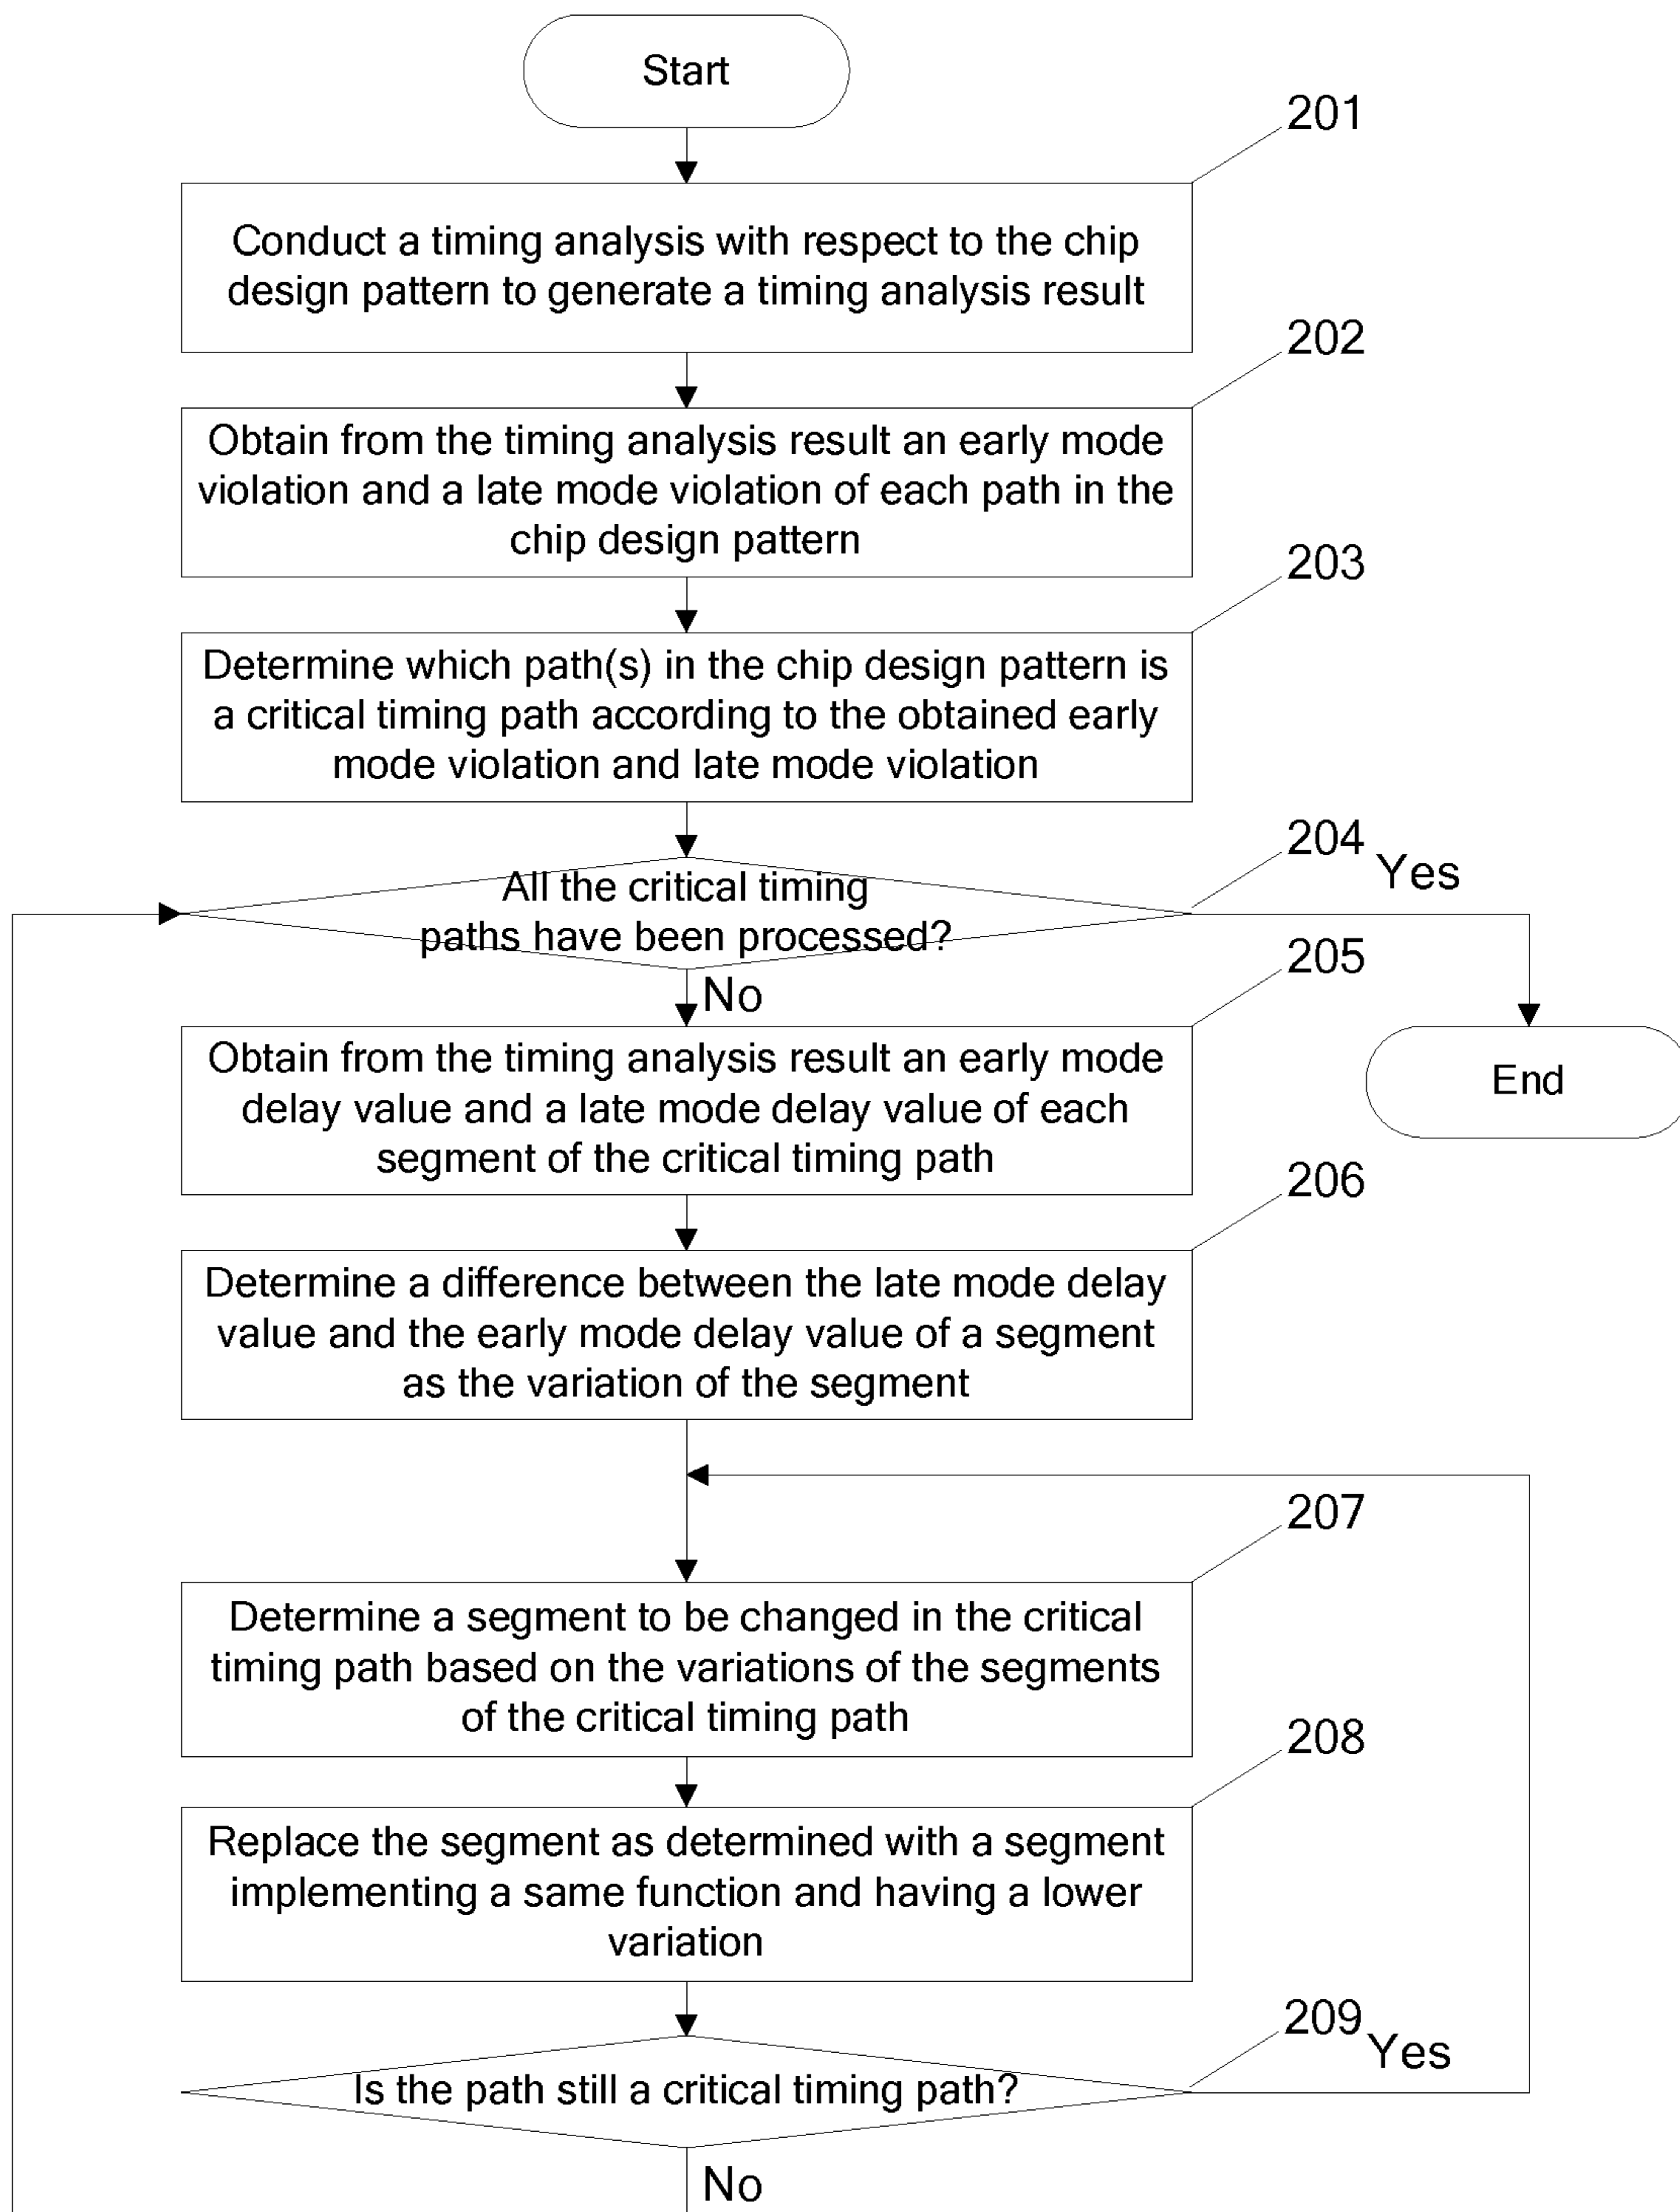 Start
201
Conduct a timing analysis with respect to the chip
design pattern to generate a timing analysis result
202
Obtain from the timing analysis result an early mode
violation and a late mode violation of each path in the
chip design pattern
203
Determine which path(s) in the chip design pattern is
a critical timing path according to the obtained early
mode violation and late mode violation
204
Yes
All the critical timing
paths have been processed?
205
No
Obtain from the timing analysis result an early mode
delay value and a late mode delay value of each
segment of the critical timing path
End
206
Determine a difference between the late mode delay
value and the early mode delay value of a segment
as the variation of the segment
207
Determine a segment to be changed in the critical
timing path based on the variations of the segments
of the critical timing path
208
Replace the segment as determined with a segment
implementing a same function and having a lower
variation
209
Yes
Is the path still a critical timing path?
No